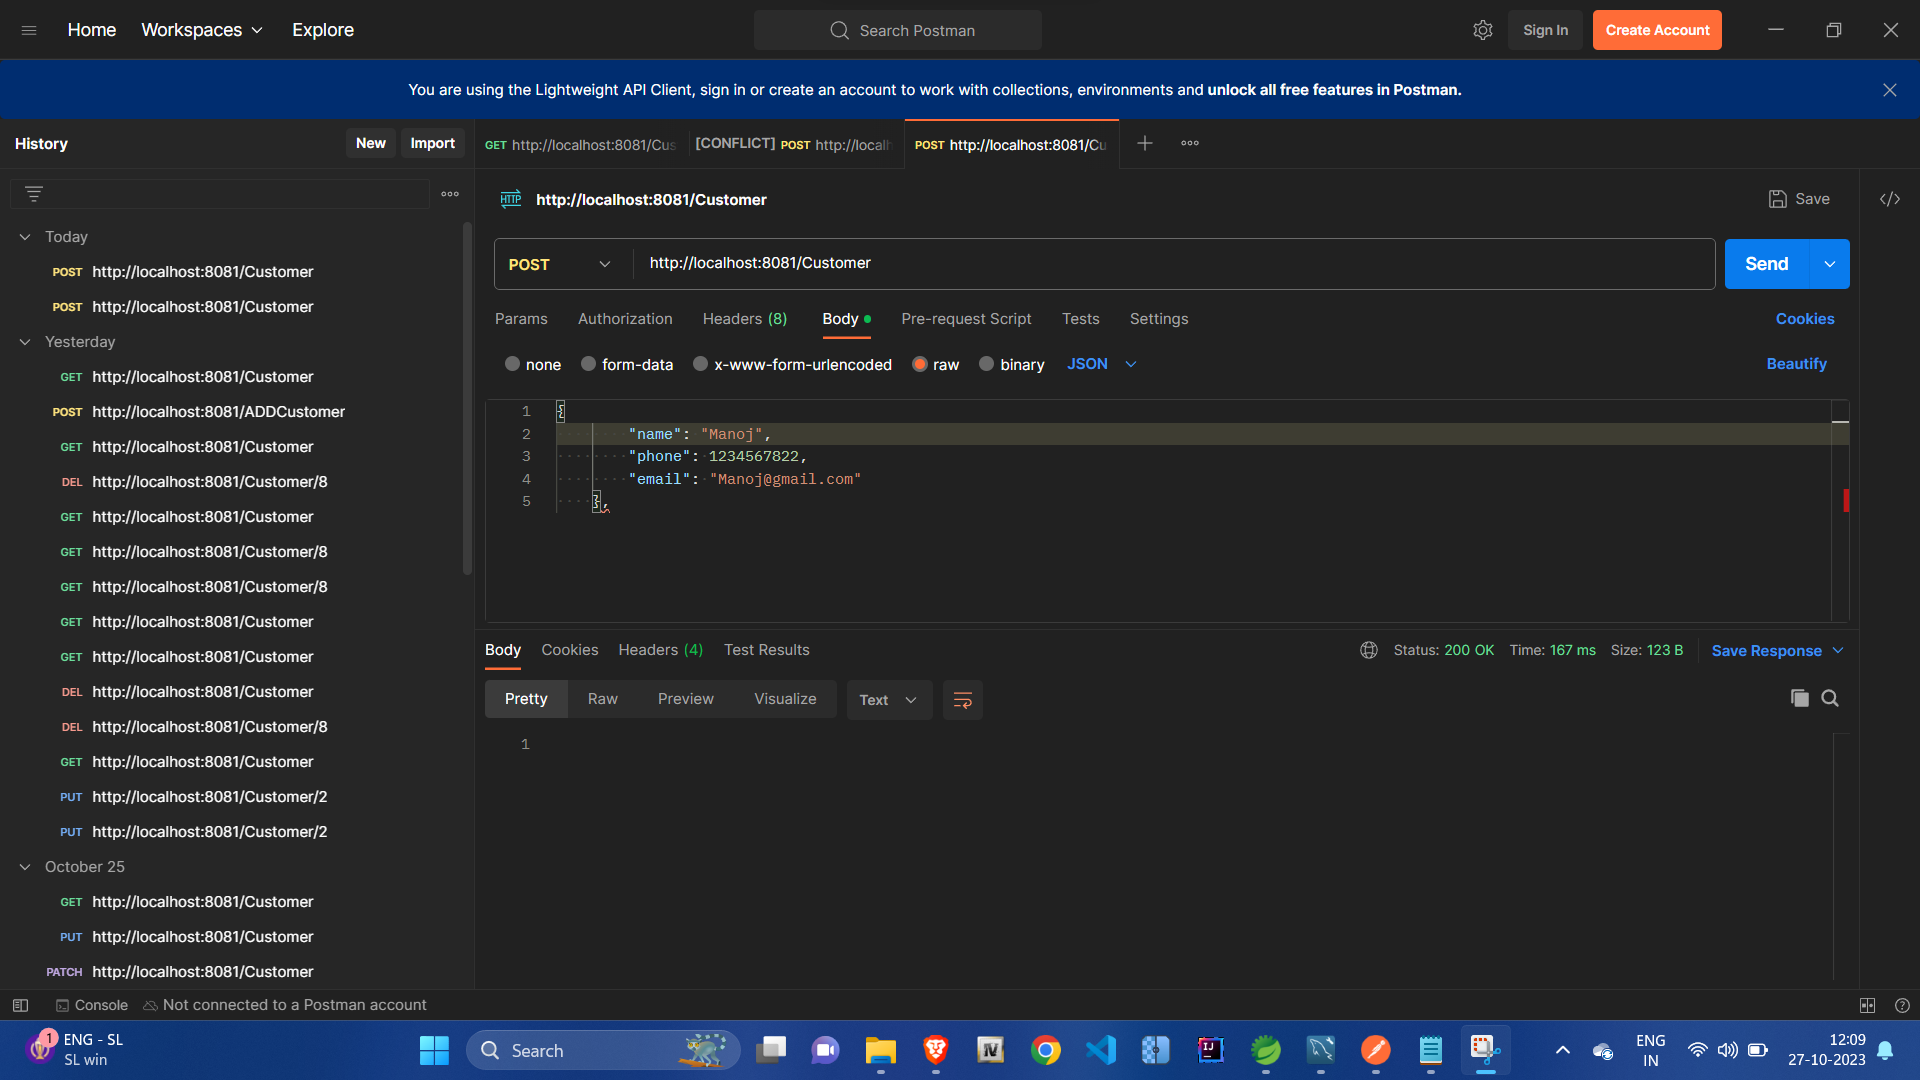 Home Workspaces Explore
Search Postman
Sign In Create Account
You are using the Lightweight API Client, sign in or create an account to work with collections, environments and unlock all free features in Postman.
History New Import
GET http://localhost:8081/Cus [CONFLICT] POST http://localh POST http://localhost:8081/Cu
HTTP http://localhost:8081/Customer Save
Today
POST http://localhost:8081/Customer
POST http://localhost:8081/Customer
Yesterday
GET http://localhost:8081/Customer
POST http://localhost:8081/ADDCustomer
GET http://localhost:8081/Customer
DEL http://localhost:8081/Customer/8
GET http://localhost:8081/Customer
GET http://localhost:8081/Customer/8
GET http://localhost:8081/Customer/8
GET http://localhost:8081/Customer
GET http://localhost:8081/Customer
DEL http://localhost:8081/Customer
DEL http://localhost:8081/Customer/8
GET http://localhost:8081/Customer
PUT http://localhost:8081/Customer/2
PUT http://localhost:8081/Customer/2
October 25
GET http://localhost:8081/Customer
PUT http://localhost:8081/Customer
PATCH http://localhost:8081/Customer
POST http://localhost:8081/Customer Send
Params Authorization Headers (8) Body Pre-request Script Tests Settings Cookies
none form-data x-www-form-urlencoded raw binary JSON Beautify
1 {
2 "name": "Manoj",
3 "phone": 1234567822,
4 "email": "Manoj@gmail.com"
5 },
Body Cookies Headers (4) Test Results Status: 200 OK Time: 167 ms Size: 123 B Save Response
Pretty Raw Preview Visualize Text
1
Console Not connected to a Postman account
1 ENG - SL
SL win
Search
IJ
ENG
IN
12:09
27-10-2023